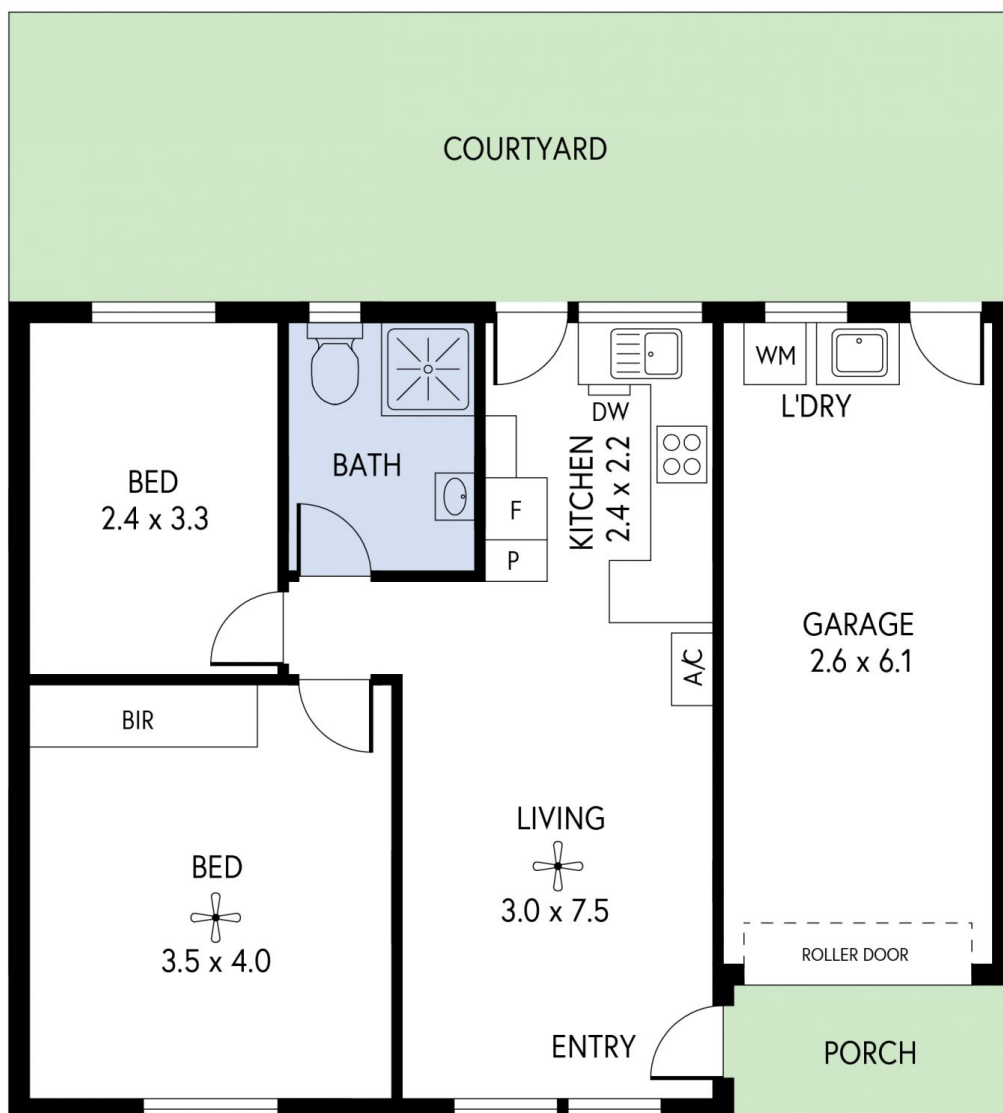 COURTYARD
WM
L'DRY
DW
BATH
BED
2.4 x 3.3
F
P
KITCHEN
2.4 x 2.2
GARAGE
2.6 x 6.1
A/C
BIR
LIVING
3.0 x 7.5
BED
3.5 x 4.0
ROLLER DOOR
ENTRY
PORCH